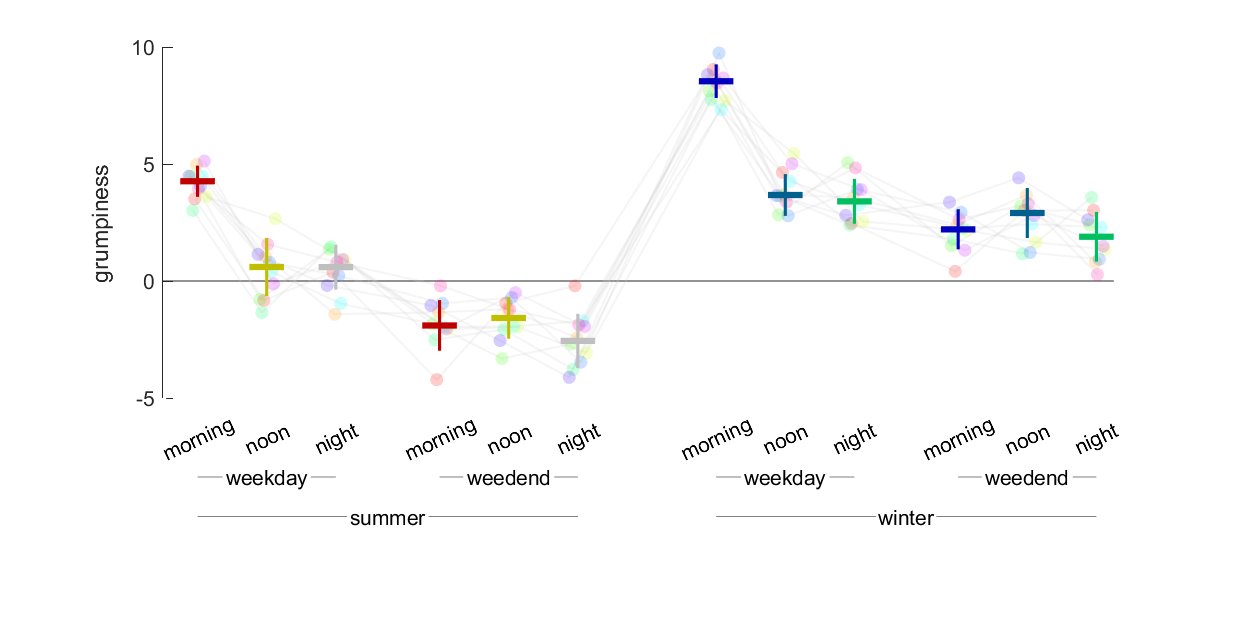 10
5
0
-5
grumpiness
morning noon night morning noon night morning noon night morning noon night
weekday weedend weekday weedend
summer winter